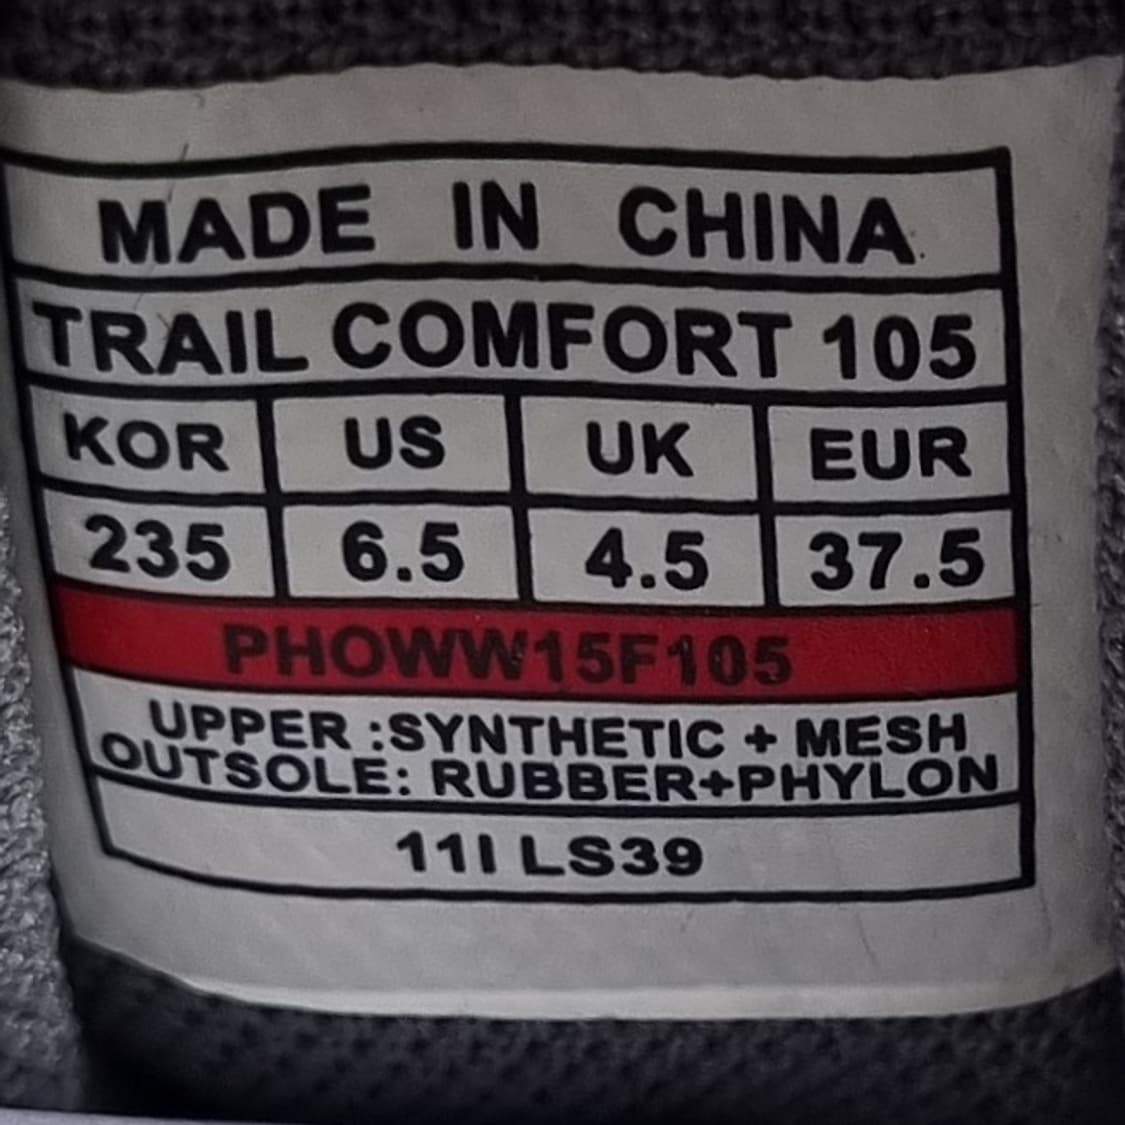 MADE IN CHINA
TRAIL COMFORT 105
KOR US UK EUR
235 6.5 4.5 37.5
PHOWW15F105
UPPER :SYNTHETIC + MESH
OUTSOLE: RUBBER+PHYLON
11I LS39